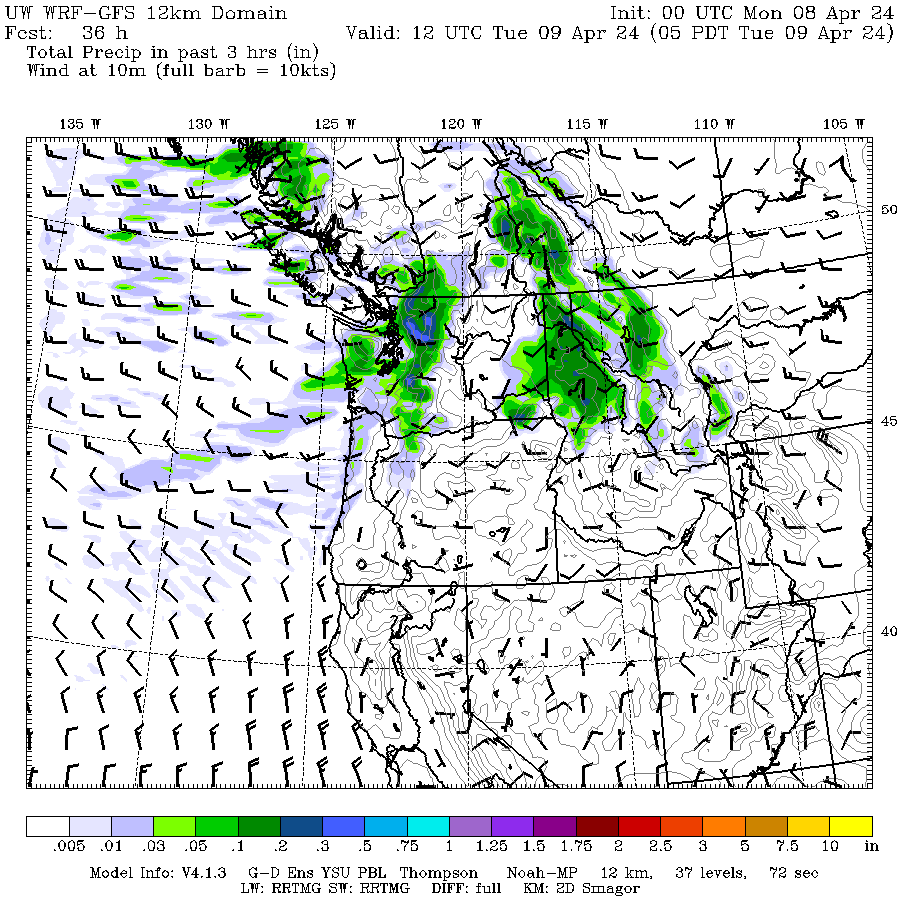 UW WRF-GFS 12km Domain Init: 00 UTC Mon 08 Apr 24
Fcst: 36 h Valid: 12 UTC Tue 09 Apr 24 (05 PDT Tue 09 Apr 24)
Total Precip in past 3 hrs (in)
Wind at 10m (full barb = 10kts)
135 W 130 W 125 W 120 W 115 W 110 W 105 W
50
45
40
.005 .01 .03 .05 .1 .2 .3 .5 .75 1 1.25 1.5 1.75 2 2.5 3 5 7.5 10 in
Model Info: V4.1.3 G-D Ens YSU PBL Thompson Noah-MP 12 km, 37 levels, 72 sec
LW: RRTMG SW: RRTMG DIFF: full KM: 2D Smagor